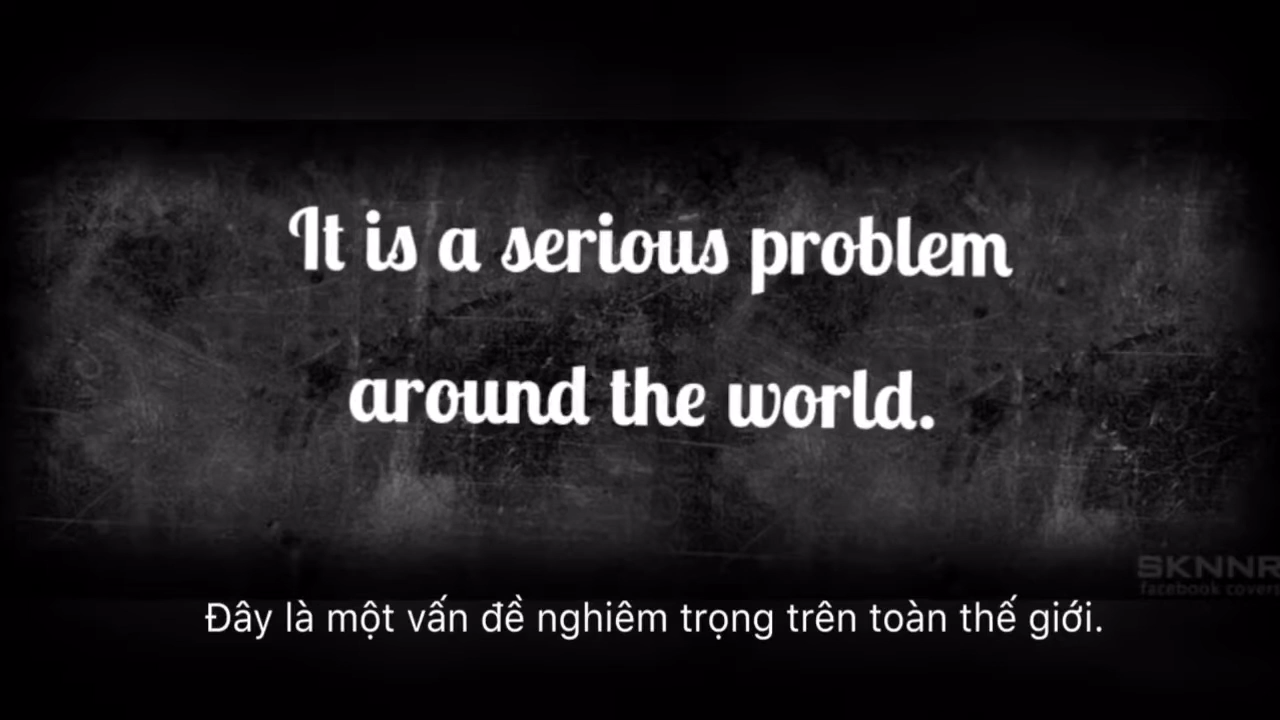 It is a serious problem
around the world.
SKNNR
facebook covers
Đây là một vấn đề nghiêm trọng trên toàn thế giới.